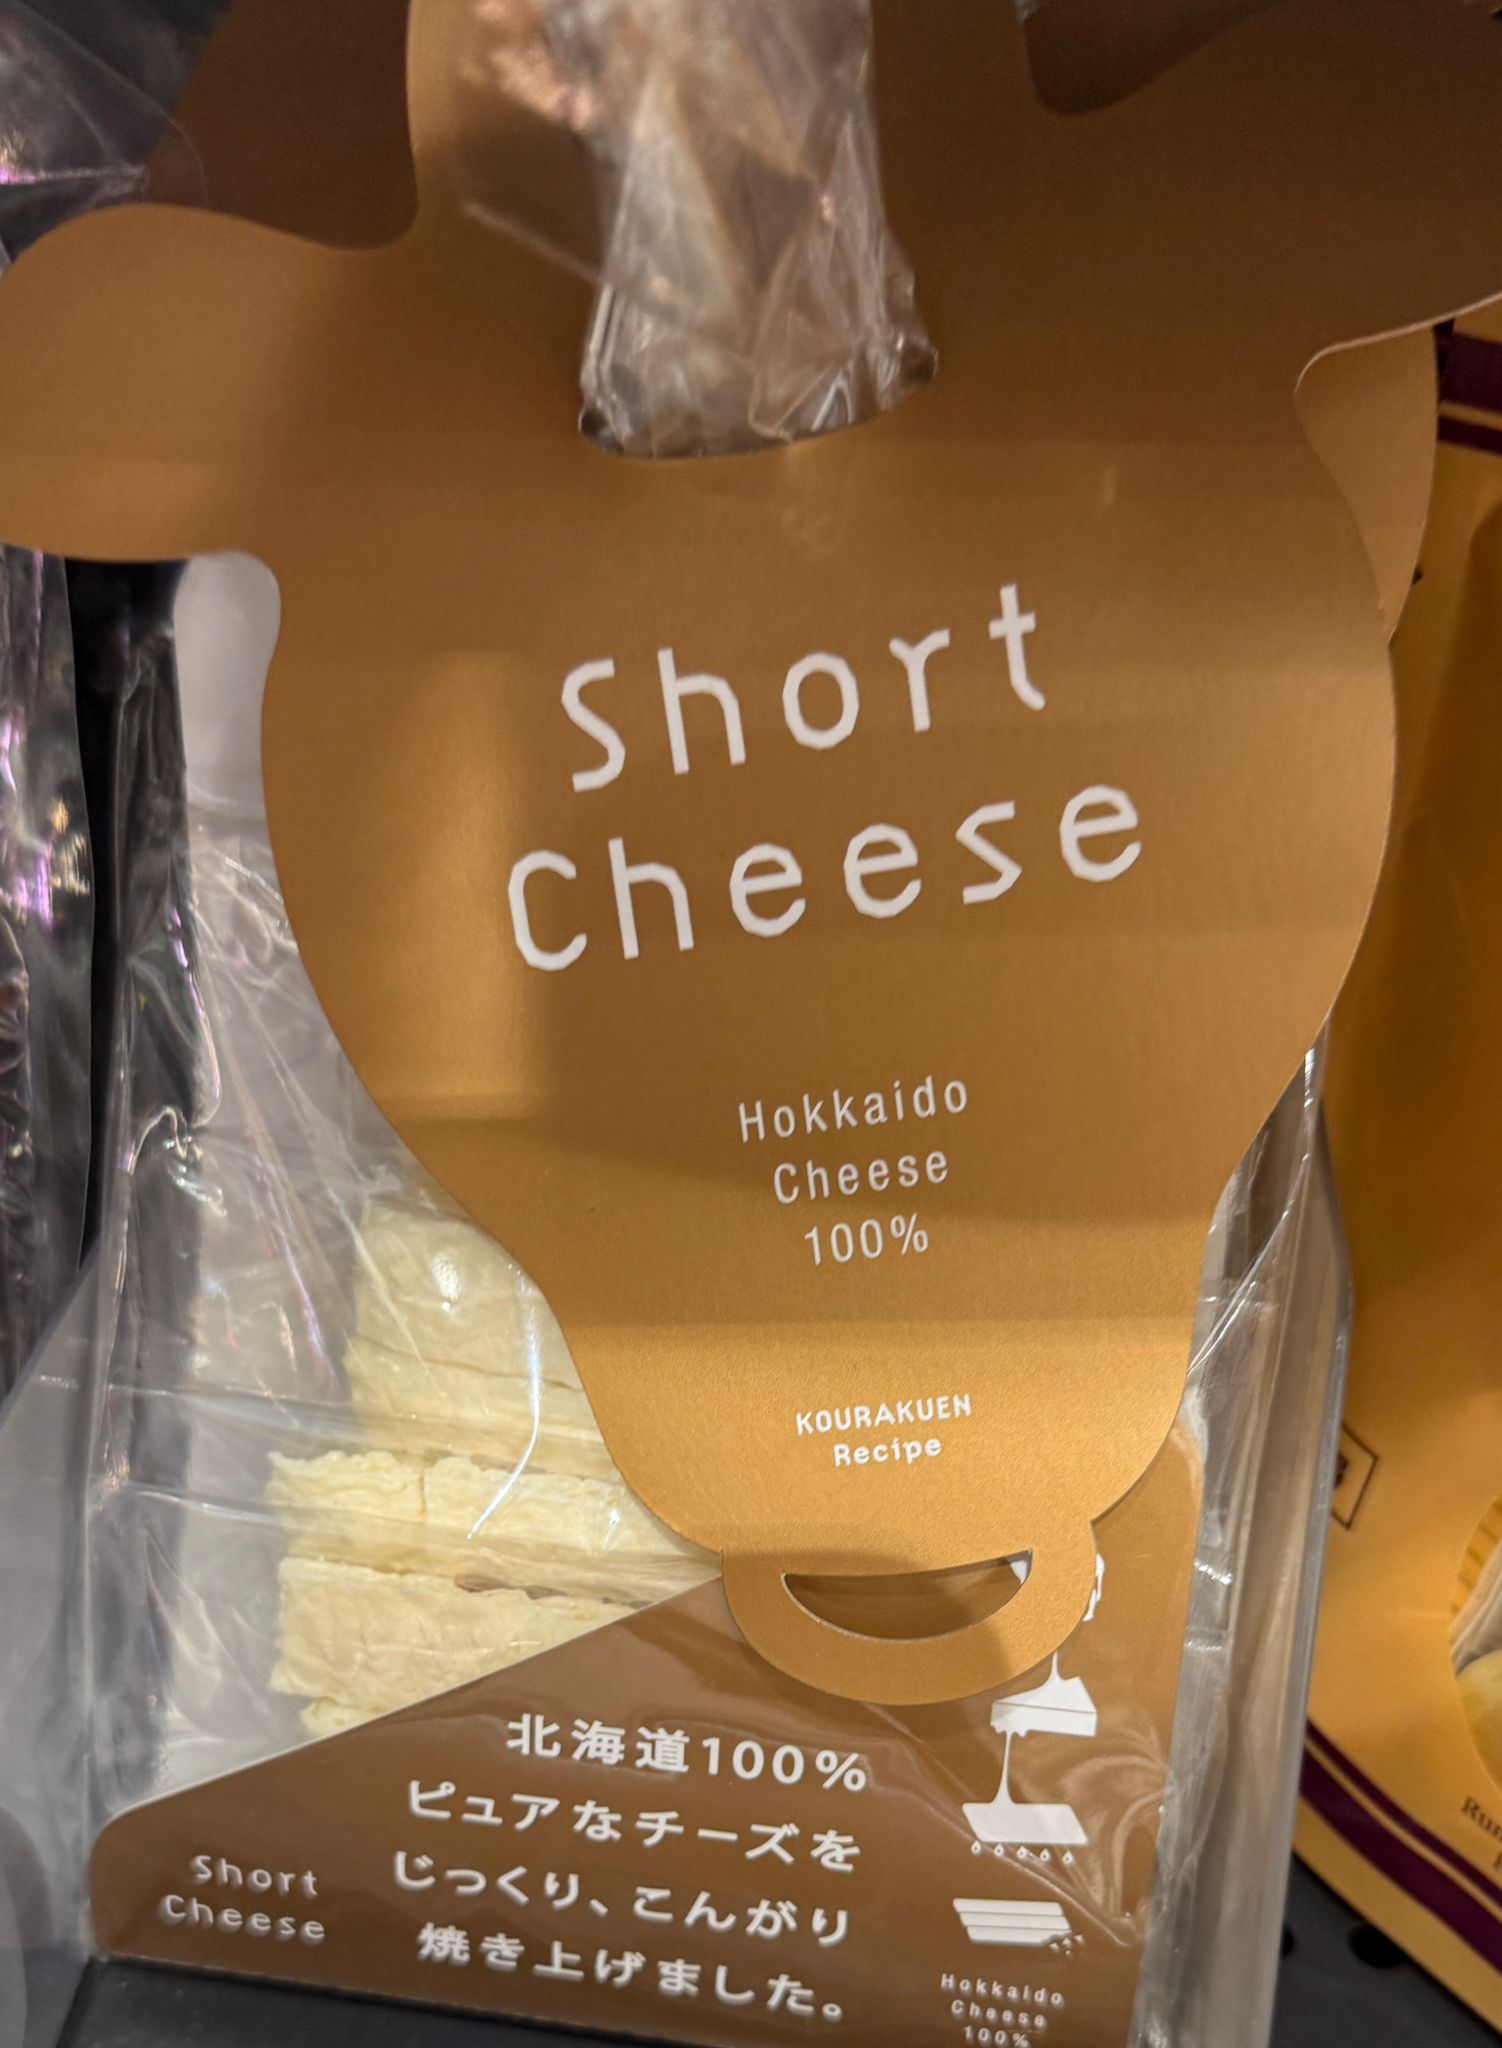 Short
Cheese
Hokkaido
Cheese
100%
KOURAKUEN
Recipe
北海道100%
ピュアなチーズを
じっくり、こんがり
焼き上げました。
Short
Cheese
Hokkaido
Cheese
100%